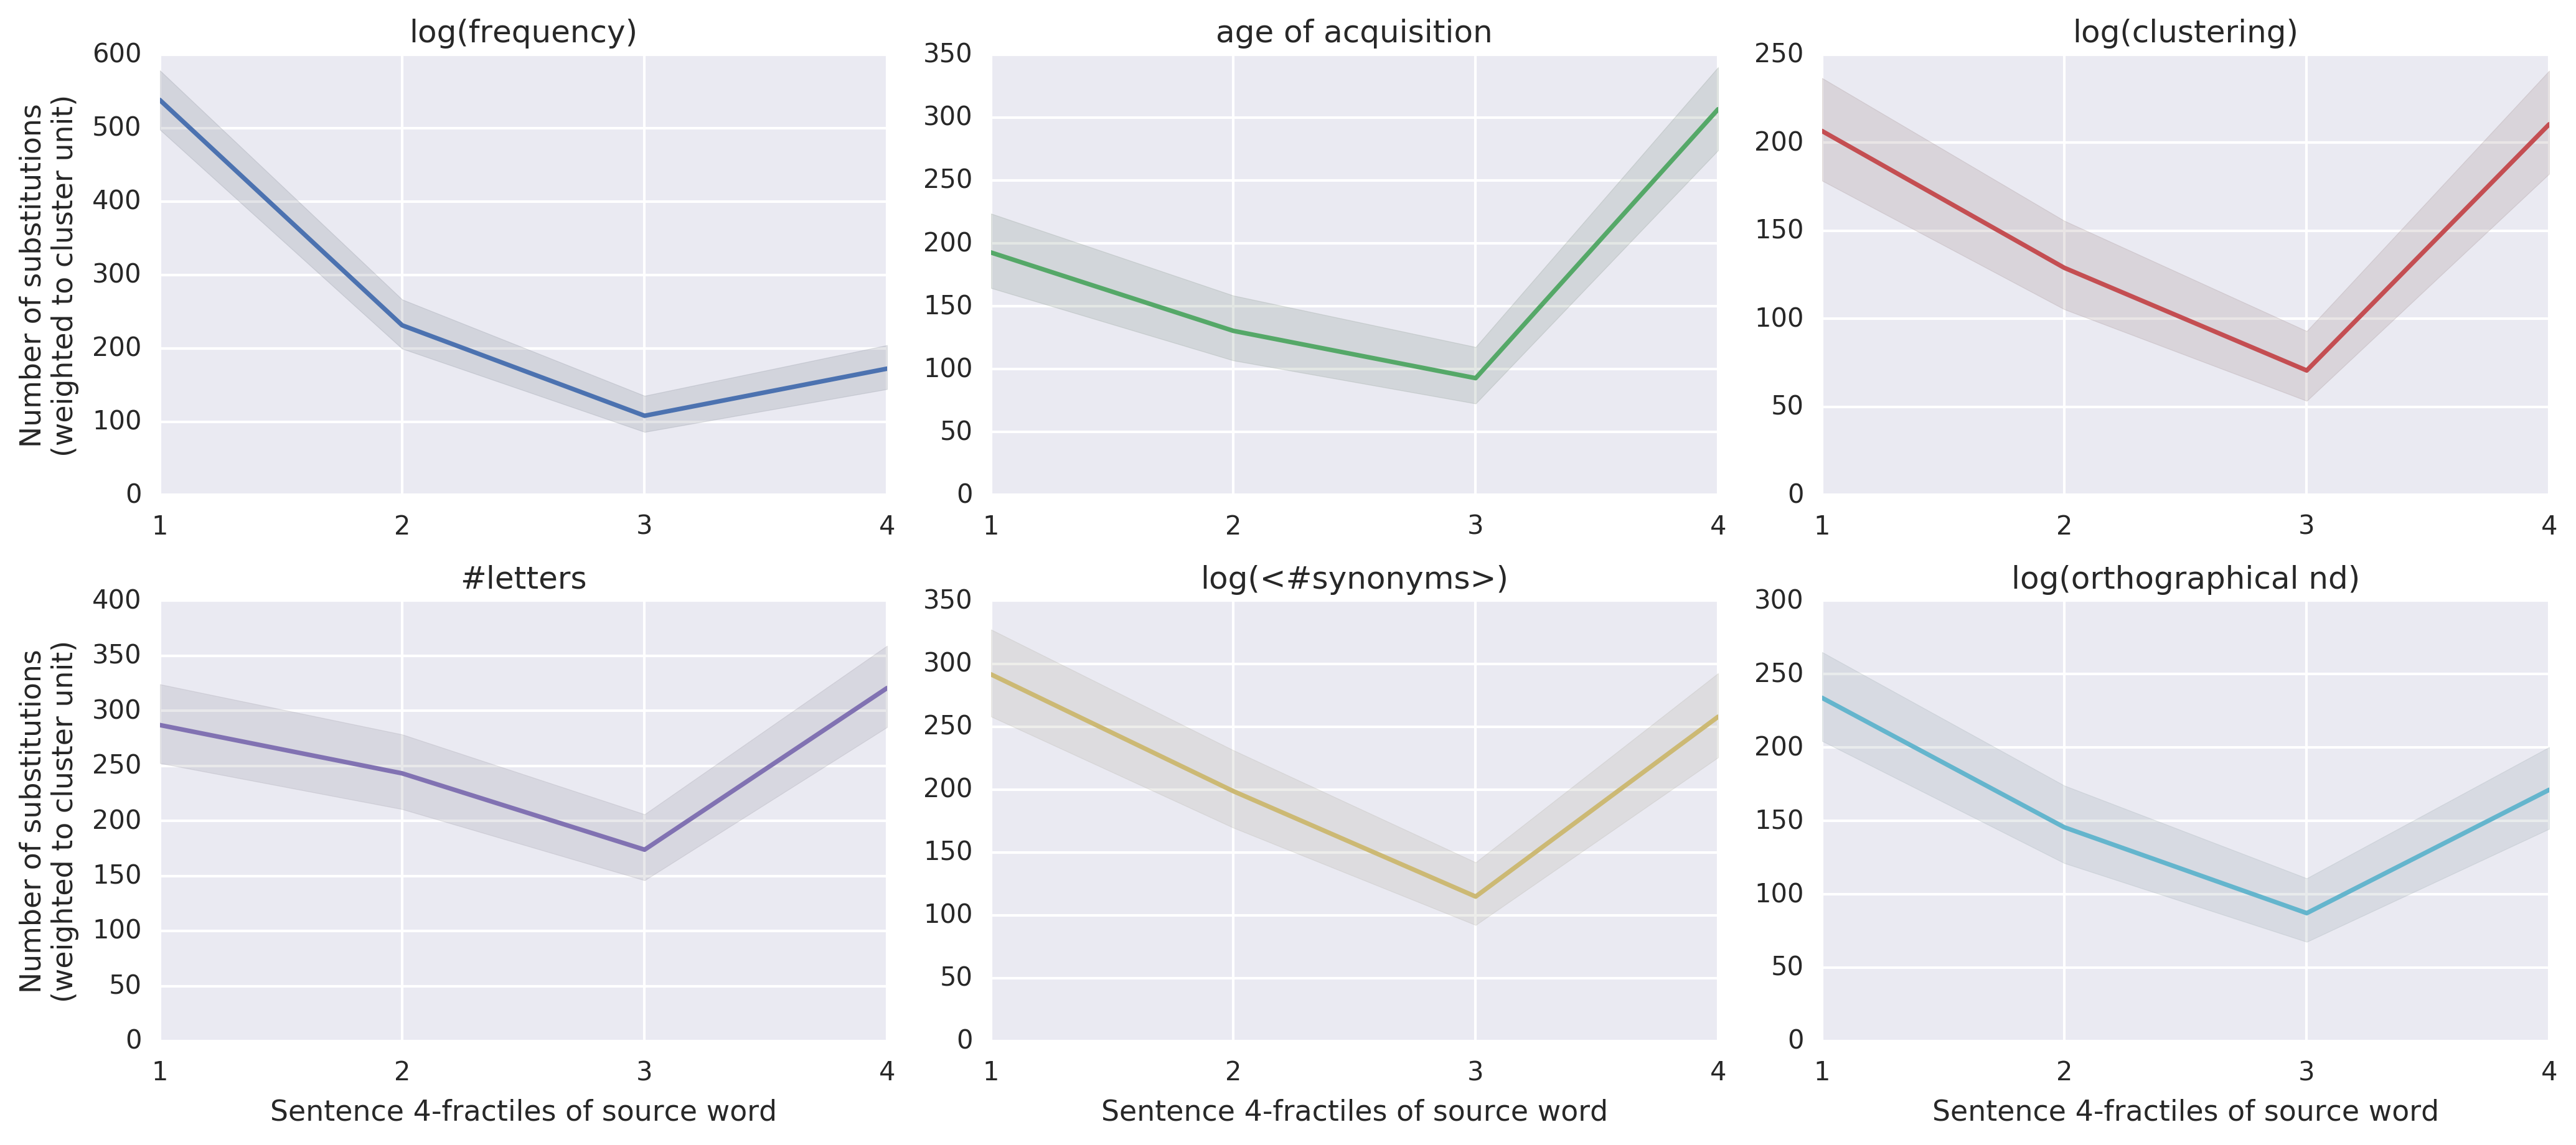 log(frequency)
600
500
400
300
200
100
0
1 2 3 4
Number of substitutions
(weighted to cluster unit)
age of acquisition
350
300
250
200
150
100
50
0
1 2 3 4
log(clustering)
250
200
150
100
50
0
1 2 3 4
#letters
400
350
300
250
200
150
100
50
0
1 2 3 4
Number of substitutions
(weighted to cluster unit)
Sentence 4-fractiles of source word
log(<#synonyms>)
350
300
250
200
150
100
50
0
1 2 3 4
Sentence 4-fractiles of source word
log(orthographical nd)
300
250
200
150
100
50
0
1 2 3 4
Sentence 4-fractiles of source word